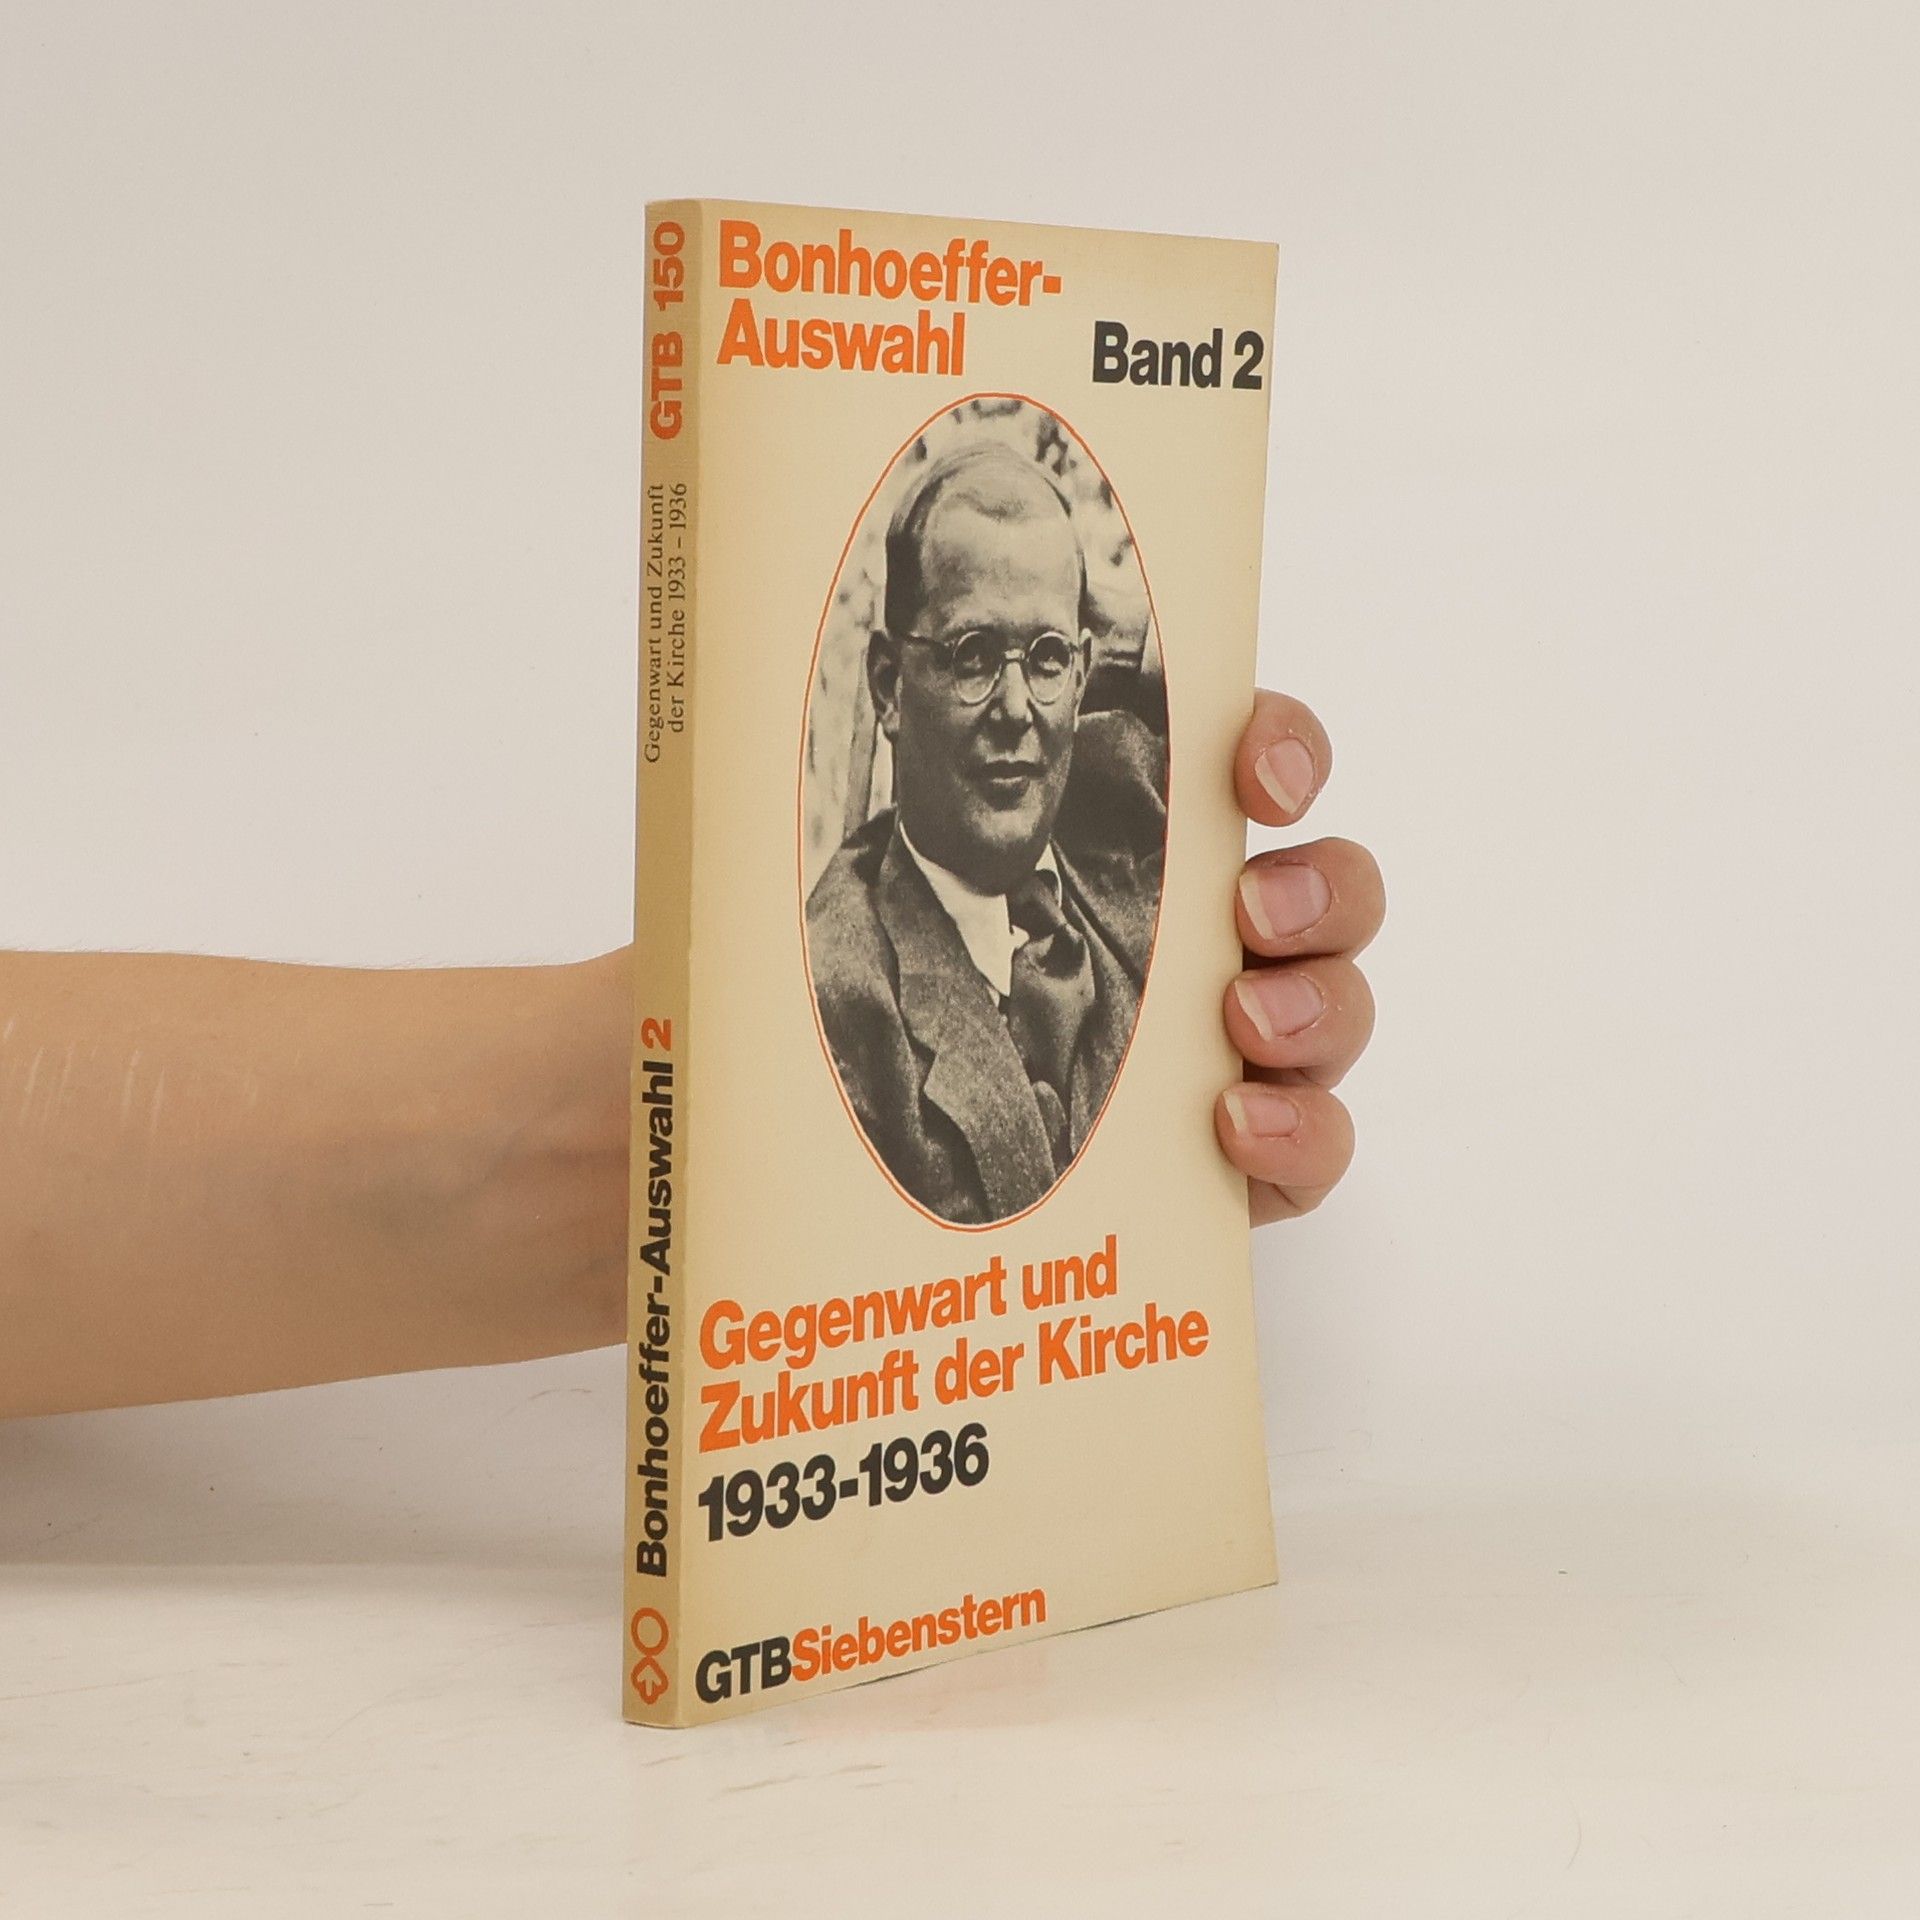 Bonhoeffer-
Auswahl
Band 2
Gegenwart und
Zukunft der Kirche
1933-1936
GTBSiebenstern
GTB 150
Gegenwart und Zukunft
der Kirche 1933 – 1936
Bonhoeffer-Auswahl 2